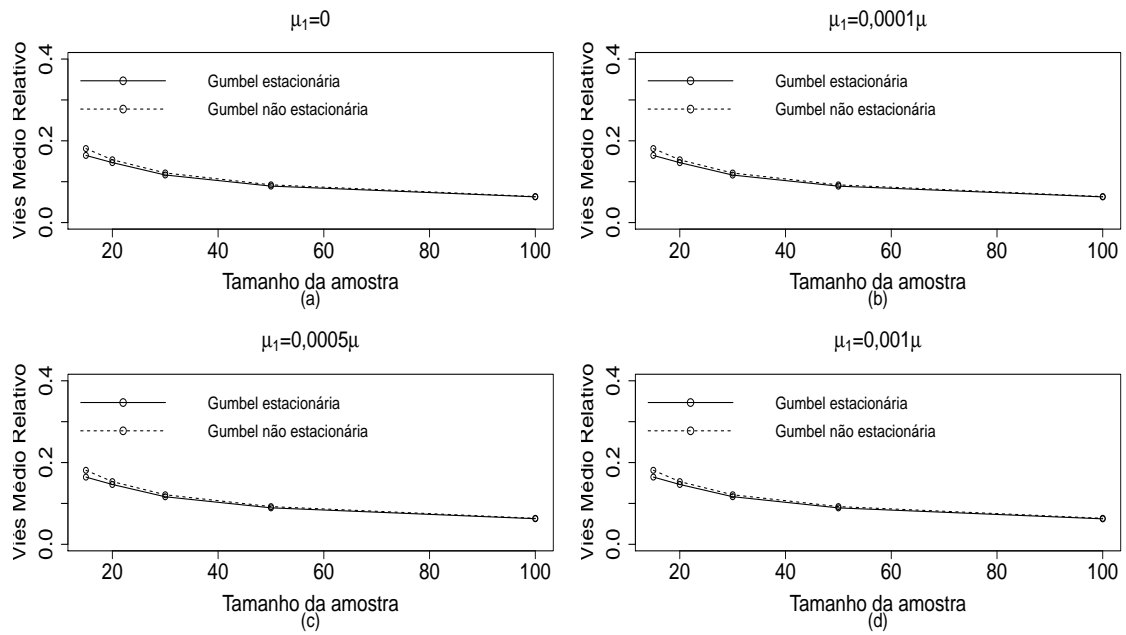 μ1=0
Viés Médio Relativo
0.0
0.2
0.4
Gumbel estacionária
Gumbel não estacionária
20 40 60 80 100
Tamanho da amostra
(a)
μ1=0,0001μ
Viés Médio Relativo
0.0
0.2
0.4
Gumbel estacionária
Gumbel não estacionária
20 40 60 80 100
Tamanho da amostra
(b)
μ1=0,0005μ
Viés Médio Relativo
0.0
0.2
0.4
Gumbel estacionária
Gumbel não estacionária
20 40 60 80 100
Tamanho da amostra
(c)
μ1=0,001μ
Viés Médio Relativo
0.0
0.2
0.4
Gumbel estacionária
Gumbel não estacionária
20 40 60 80 100
Tamanho da amostra
(d)